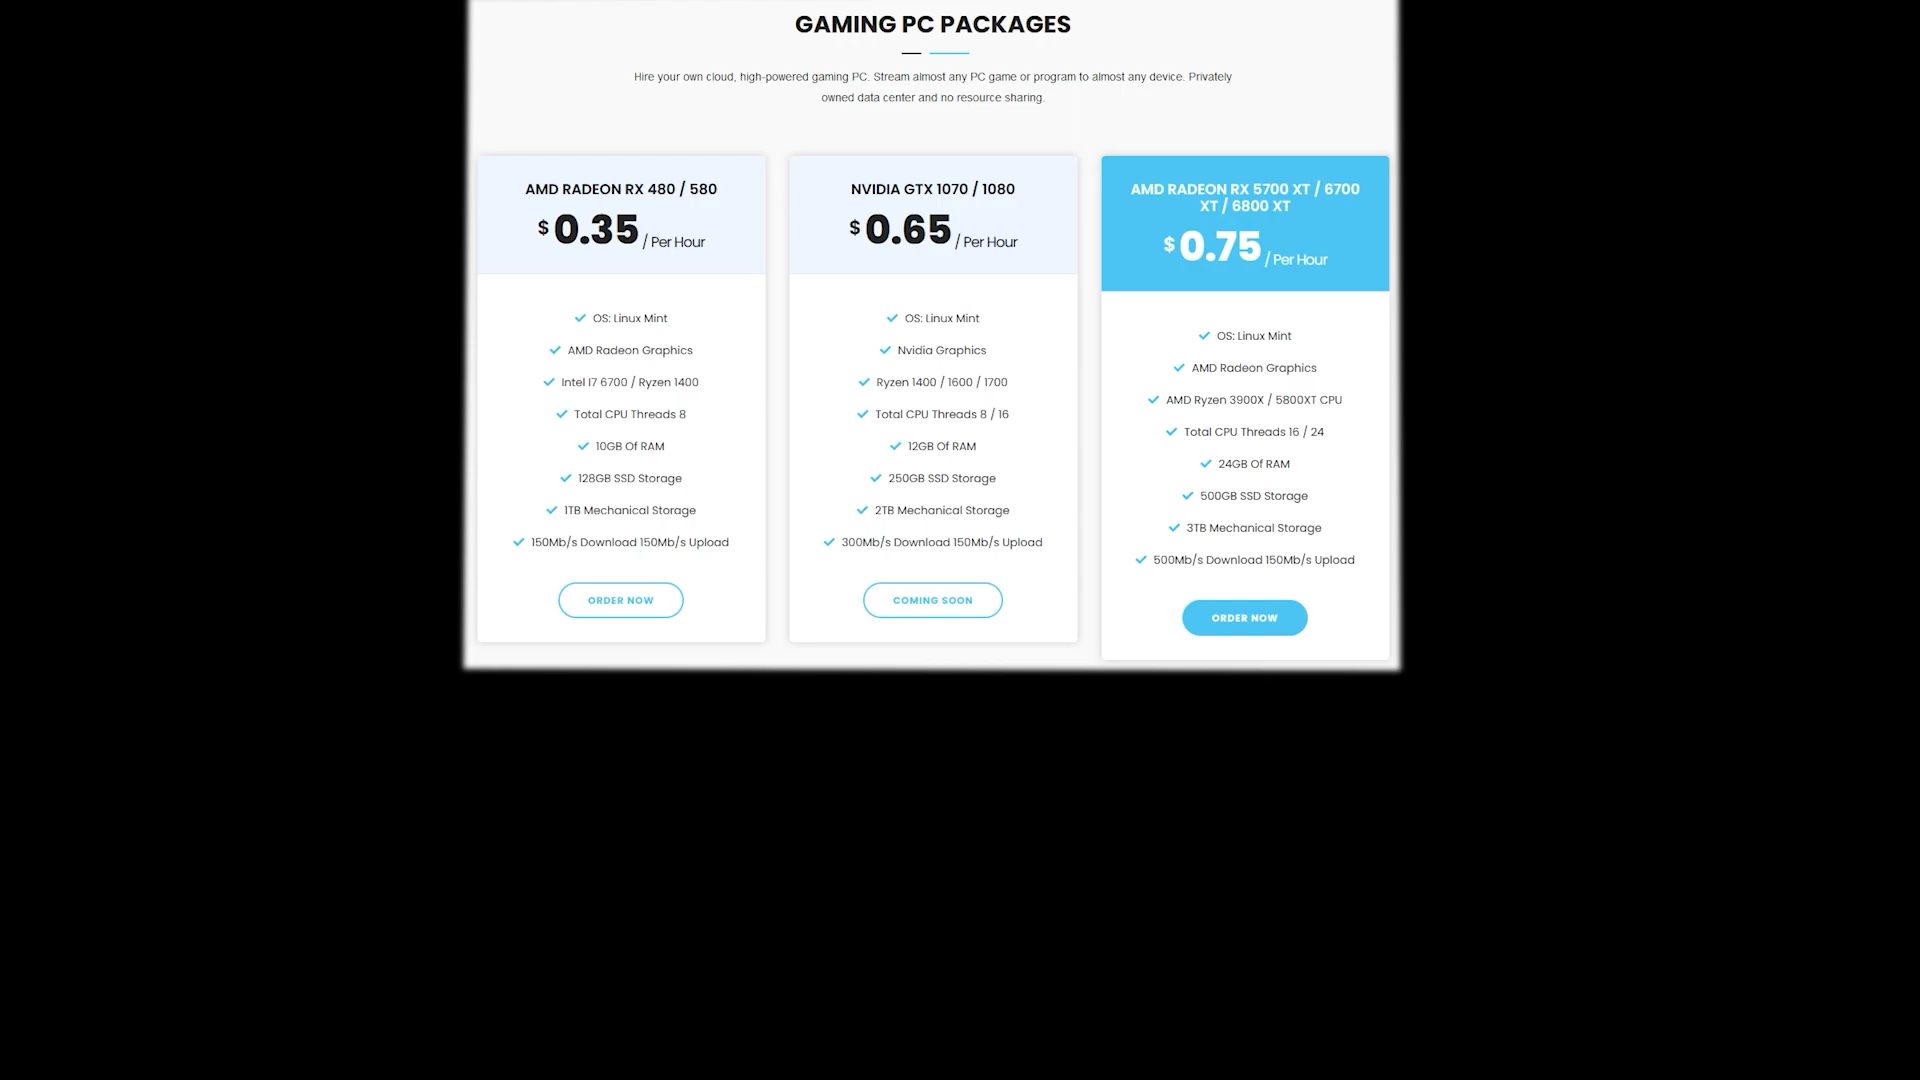 GAMING PC PACKAGES
Hire your own cloud, high-powered gaming PC. Stream almost any PC game or program to almost any device. Privately
owned data center and no resource sharing.
AMD RADEON RX 480 / 580
$ 0.35 / Per Hour
OS: Linux Mint
AMD Radeon Graphics
Intel I7 6700 / Ryzen 1400
Total CPU Threads 8
10GB Of RAM
128GB SSD Storage
1TB Mechanical Storage
150Mb/s Download 150Mb/s Upload
ORDER NOW
NVIDIA GTX 1070 / 1080
$ 0.65 / Per Hour
OS: Linux Mint
Nvidia Graphics
Ryzen 1400 / 1600 / 1700
Total CPU Threads 8 / 16
12GB Of RAM
250GB SSD Storage
2TB Mechanical Storage
300Mb/s Download 150Mb/s Upload
COMING SOON
AMD RADEON RX 5700 XT / 6700
XT / 6800 XT
$ 0.75 / Per Hour
OS: Linux Mint
AMD Radeon Graphics
AMD Ryzen 3900X / 5800XT CPU
Total CPU Threads 16 / 24
24GB Of RAM
500GB SSD Storage
3TB Mechanical Storage
500Mb/s Download 150Mb/s Upload
ORDER NOW